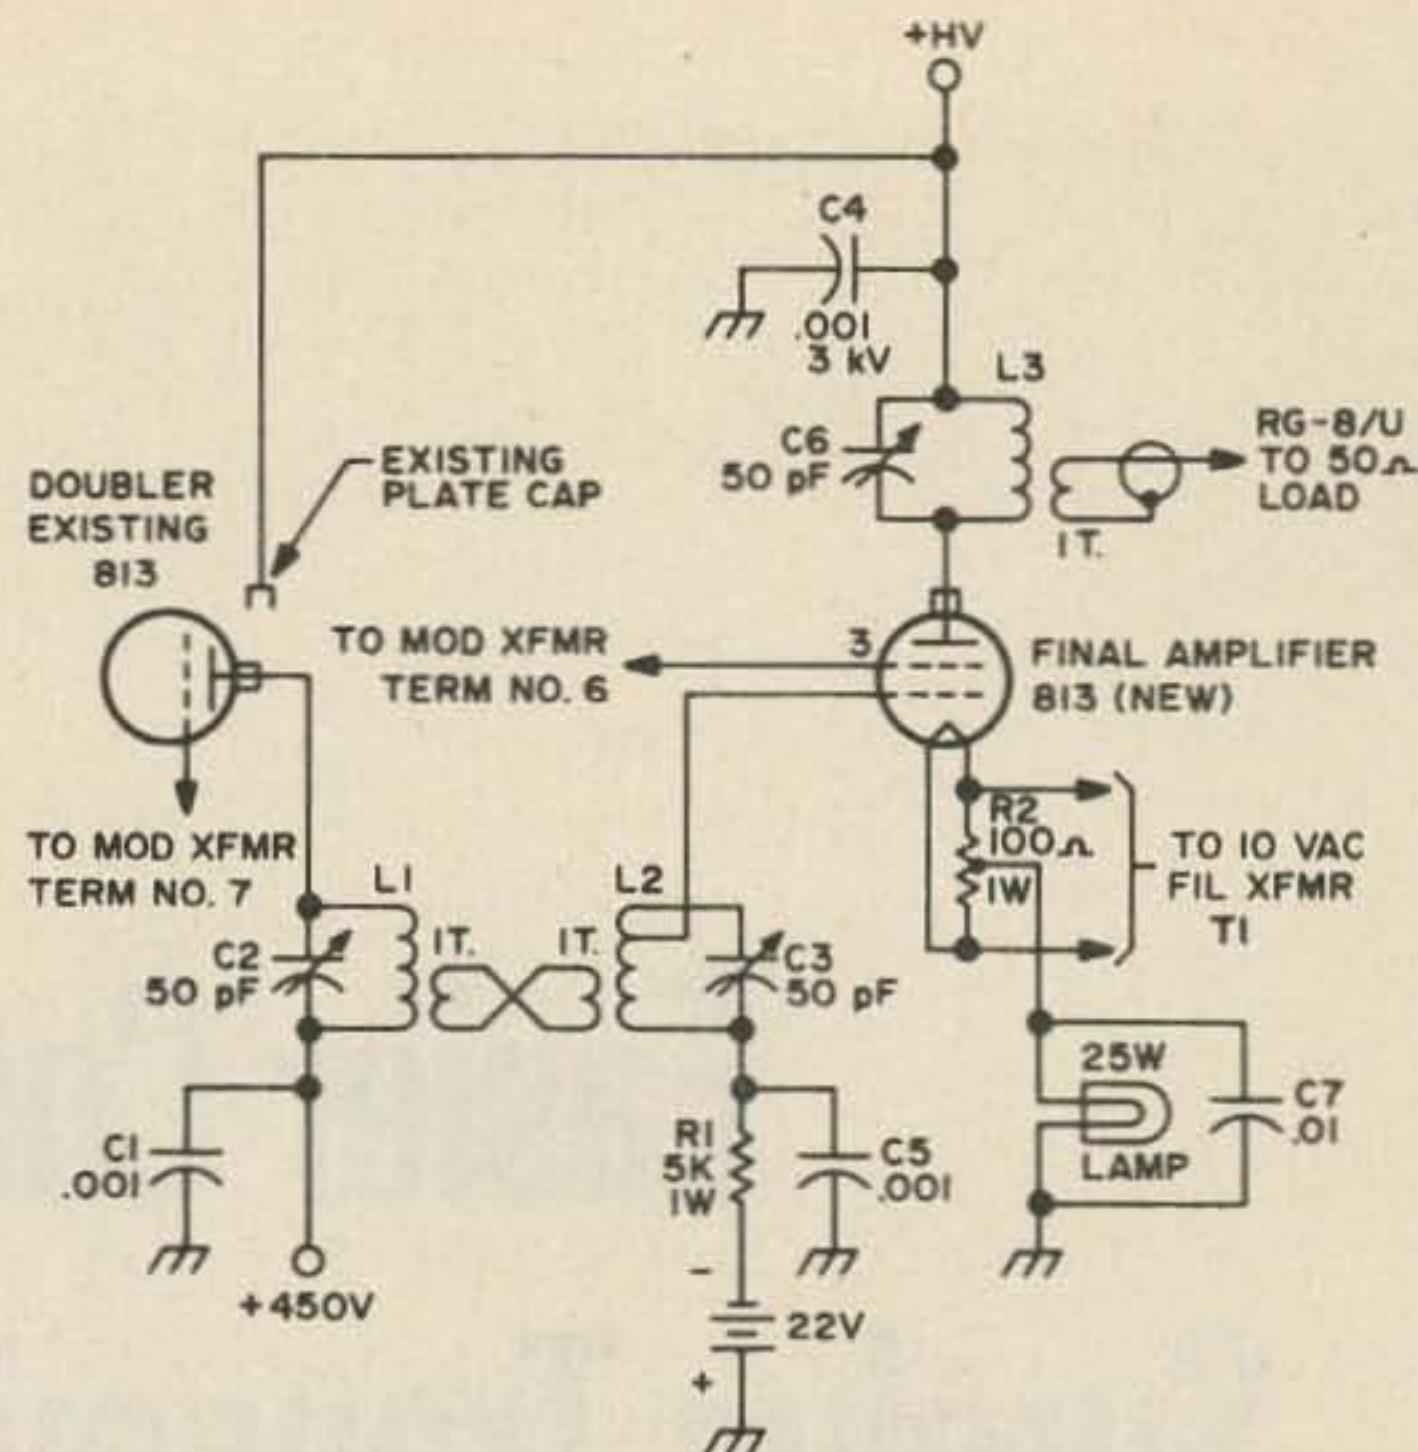 +HV
C4
.001
3 kV
L3
C6
50 pF
RG-8/U
TO 50Ω
LOAD
1T.
EXISTING
PLATE CAP
DOUBLER
EXISTING
813
TO MOD XFMR
TERM NO. 6
3
FINAL AMPLIFIER
813 (NEW)
TO MOD XFMR
TERM NO. 7
R2
100Ω
1W
TO 10 VAC
FIL XFMR
T1
L1
1T.
1T.
L2
C2
50 pF
C3
50 pF
25W
LAMP
C7
.01
C1
.001
R1
5K
1W
C5
.001
+450V
-
22V
+